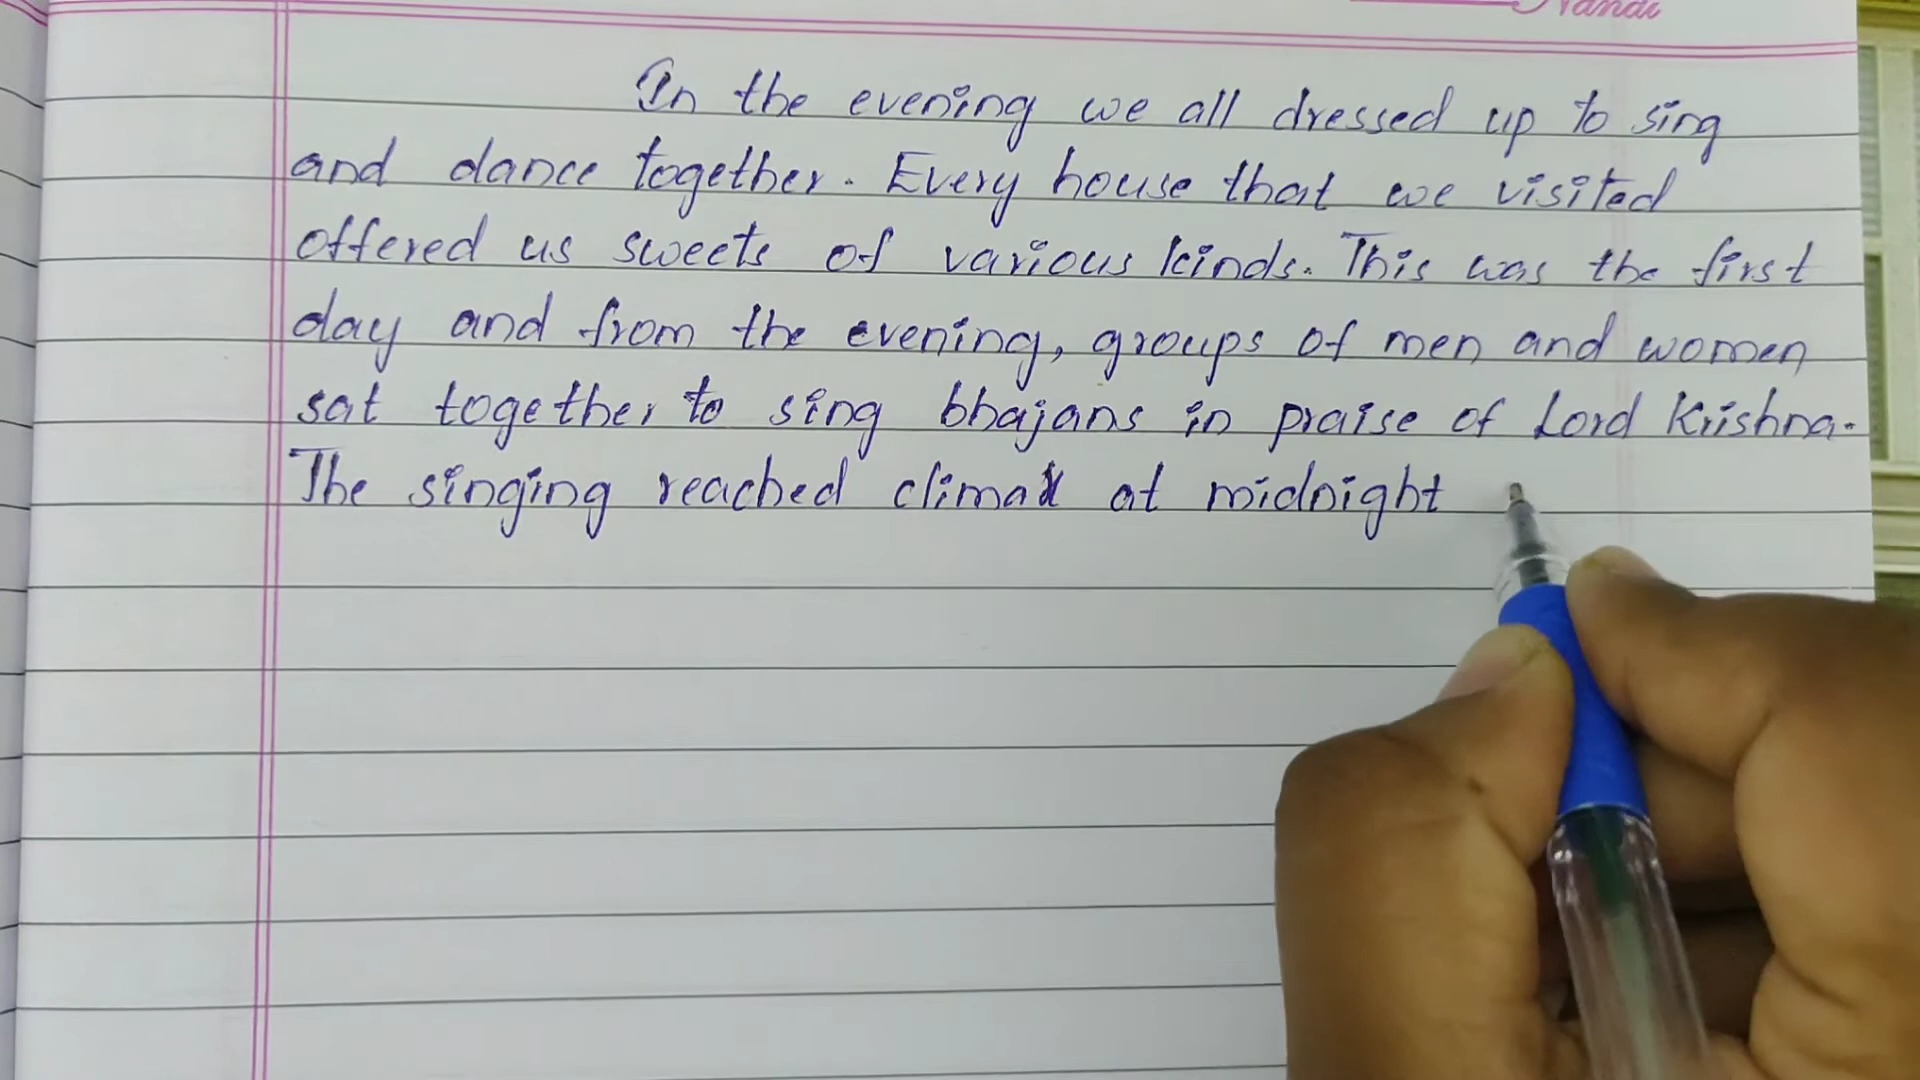 Nandi
In the evening we all dressed up to sing
and dance together. Every house that we visited
offered us sweets of various kinds. This was the first
day and from the evening, groups of men and women
sat together to sing bhajans in praise of Lord Krishna.
The singing reached climax at midnight